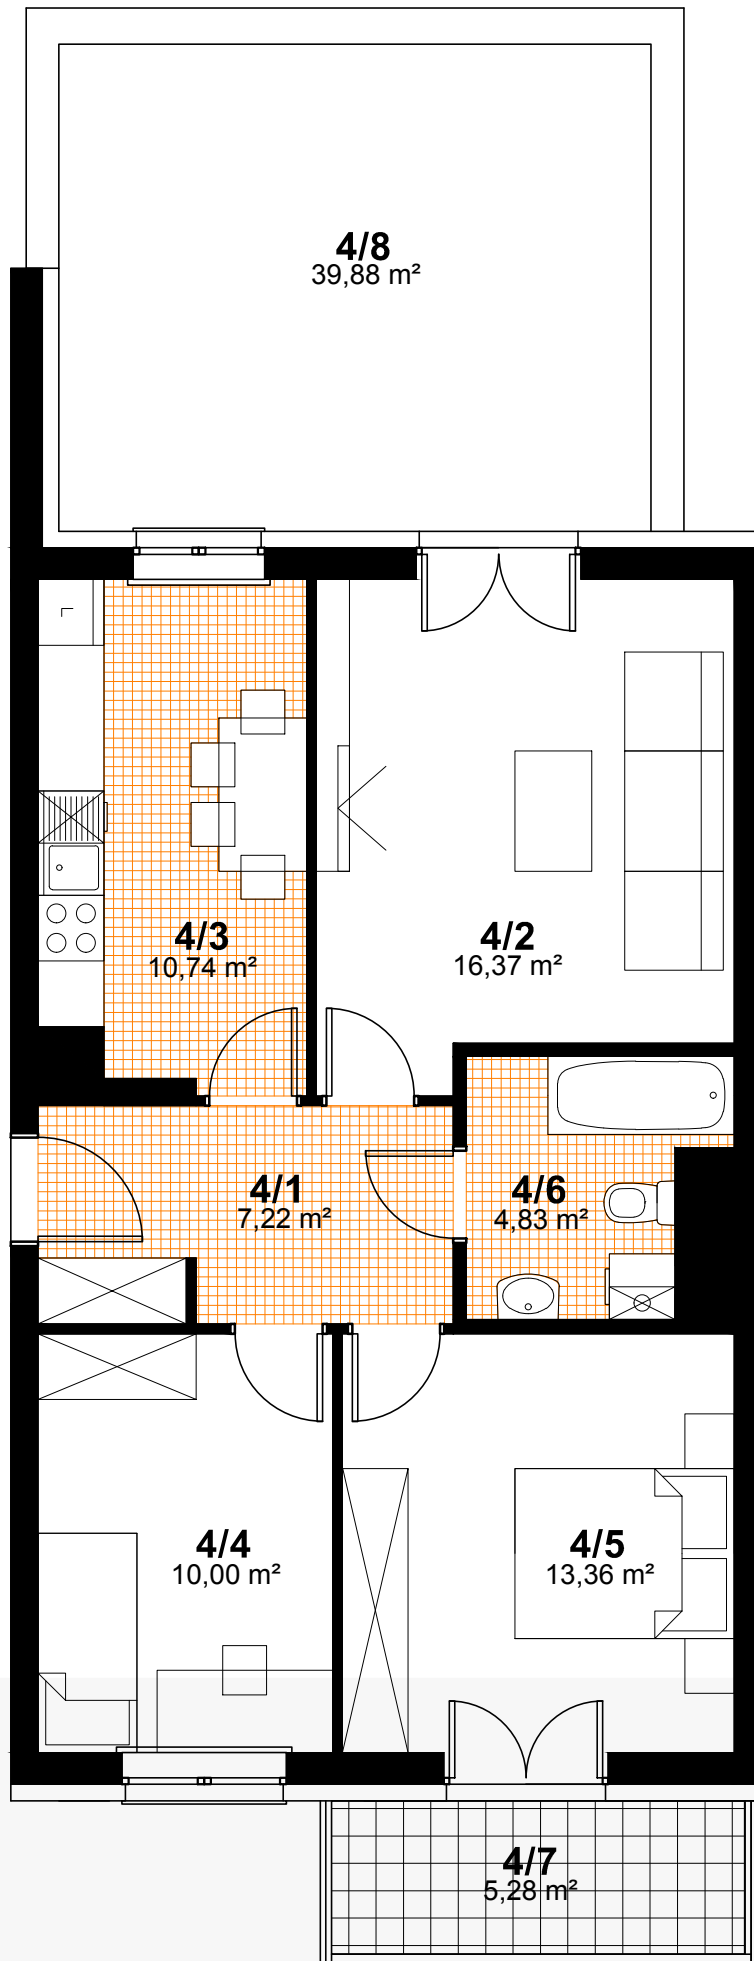 4/8
39,88 m²
4/3
10,74 m²
4/2
16,37 m²
4/1
7,22 m²
4/6
4,83 m²
4/4
10,00 m²
4/5
13,36 m²
4/7
5,28 m²